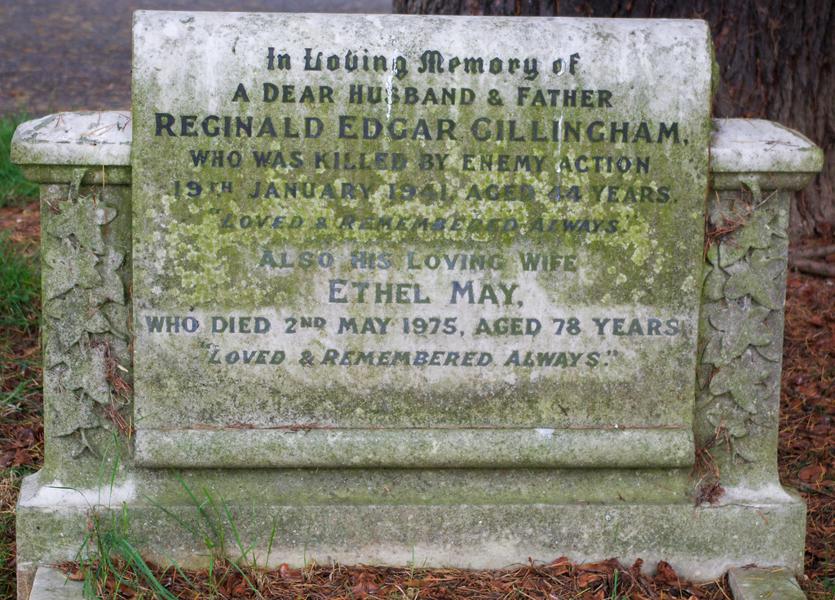 In Loving Memory of
A DEAR HUSBAND & FATHER
REGINALD EDGAR GILLINGHAM,
WHO WAS KILLED BY ENEMY ACTION
19TH JANUARY 1941, AGED 44 YEARS.
"LOVED & REMEMBERED ALWAYS."
ALSO HIS LOVING WIFE
ETHEL MAY,
WHO DIED 2ND MAY 1975, AGED 78 YEARS.
"LOVED & REMEMBERED ALWAYS."